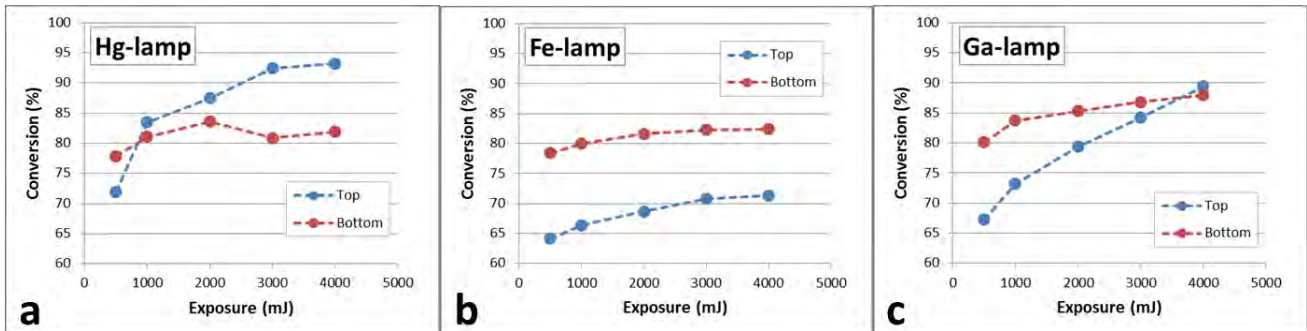 Hg-lamp
Conversion (%)
100
95
90
85
80
75
70
65
60
0 1000 2000 3000 4000 5000
Exposure (mJ)
Top
Bottom
a
Fe-lamp
Conversion (%)
100
95
90
85
80
75
70
65
60
0 1000 2000 3000 4000 5000
Exposure (mJ)
Top
Bottom
b
Ga-lamp
Conversion (%)
100
95
90
85
80
75
70
65
60
0 1000 2000 3000 4000 5000
Exposure (mJ)
Top
Bottom
c